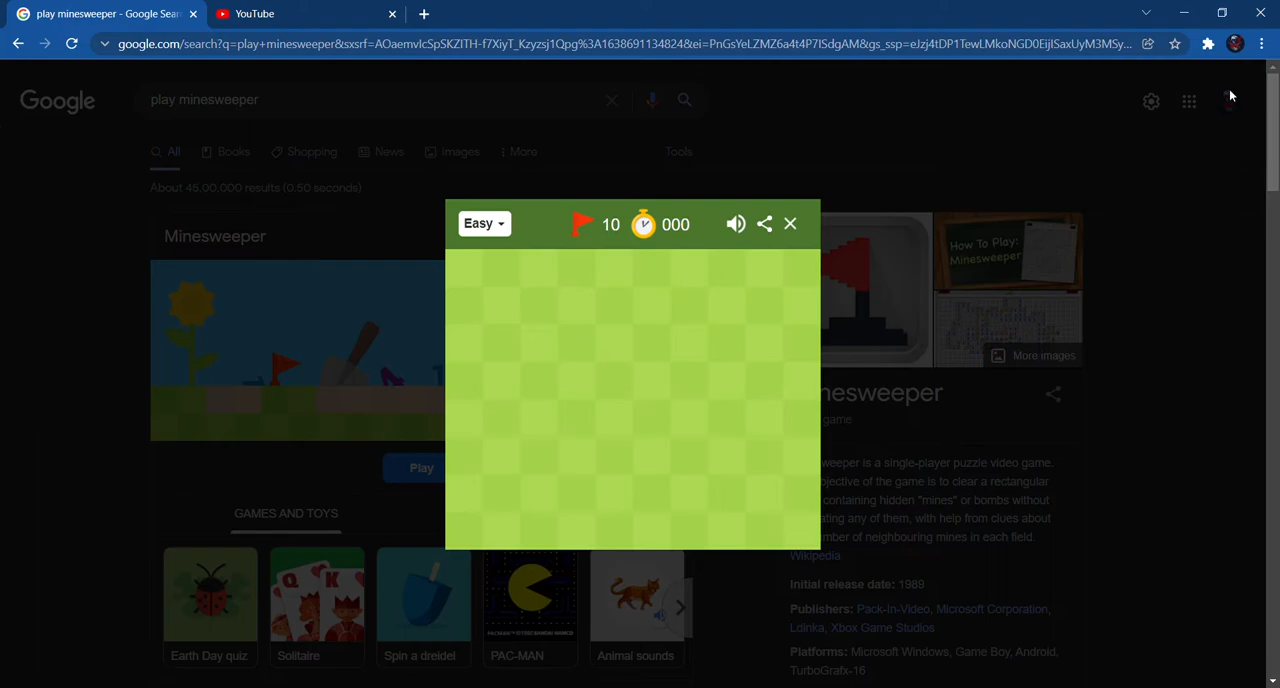 play minesweeper - Google Sear
YouTube
google.com/search?q=play+minesweeper&sxsrf=AOaemvIcSpSKZITH-f7XiyT_Kzyzsj1Qpg%3A1638691134824&ei=PnGsYeLZMZ6a4t4P7ISdgAM&gs_ssp=eJzj4tDP1TewLMkoNGD0EijISaxUyM3MSy...
Google
play minesweeper
All
Books
Shopping
News
Images
More
Tools
About 45,00,000 results (0.50 seconds)
Easy
10
000
Minesweeper
How To Play:
Minesweeper
More images
nesweeper
game
Play
weeper is a single-player puzzle video game.
jective of the game is to clear a rectangular
containing hidden "mines" or bombs without
ating any of them, with help from clues about
umber of neighbouring mines in each field.
Wikipedia
GAMES AND TOYS
Initial release date: 1989
Publishers: Pack-In-Video, Microsoft Corporation,
Ldinka, Xbox Game Studios
Platforms: Microsoft Windows, Game Boy, Android,
TurboGrafx-16
Earth Day quiz
Solitaire
Spin a dreidel
PAC-MAN
Animal sounds